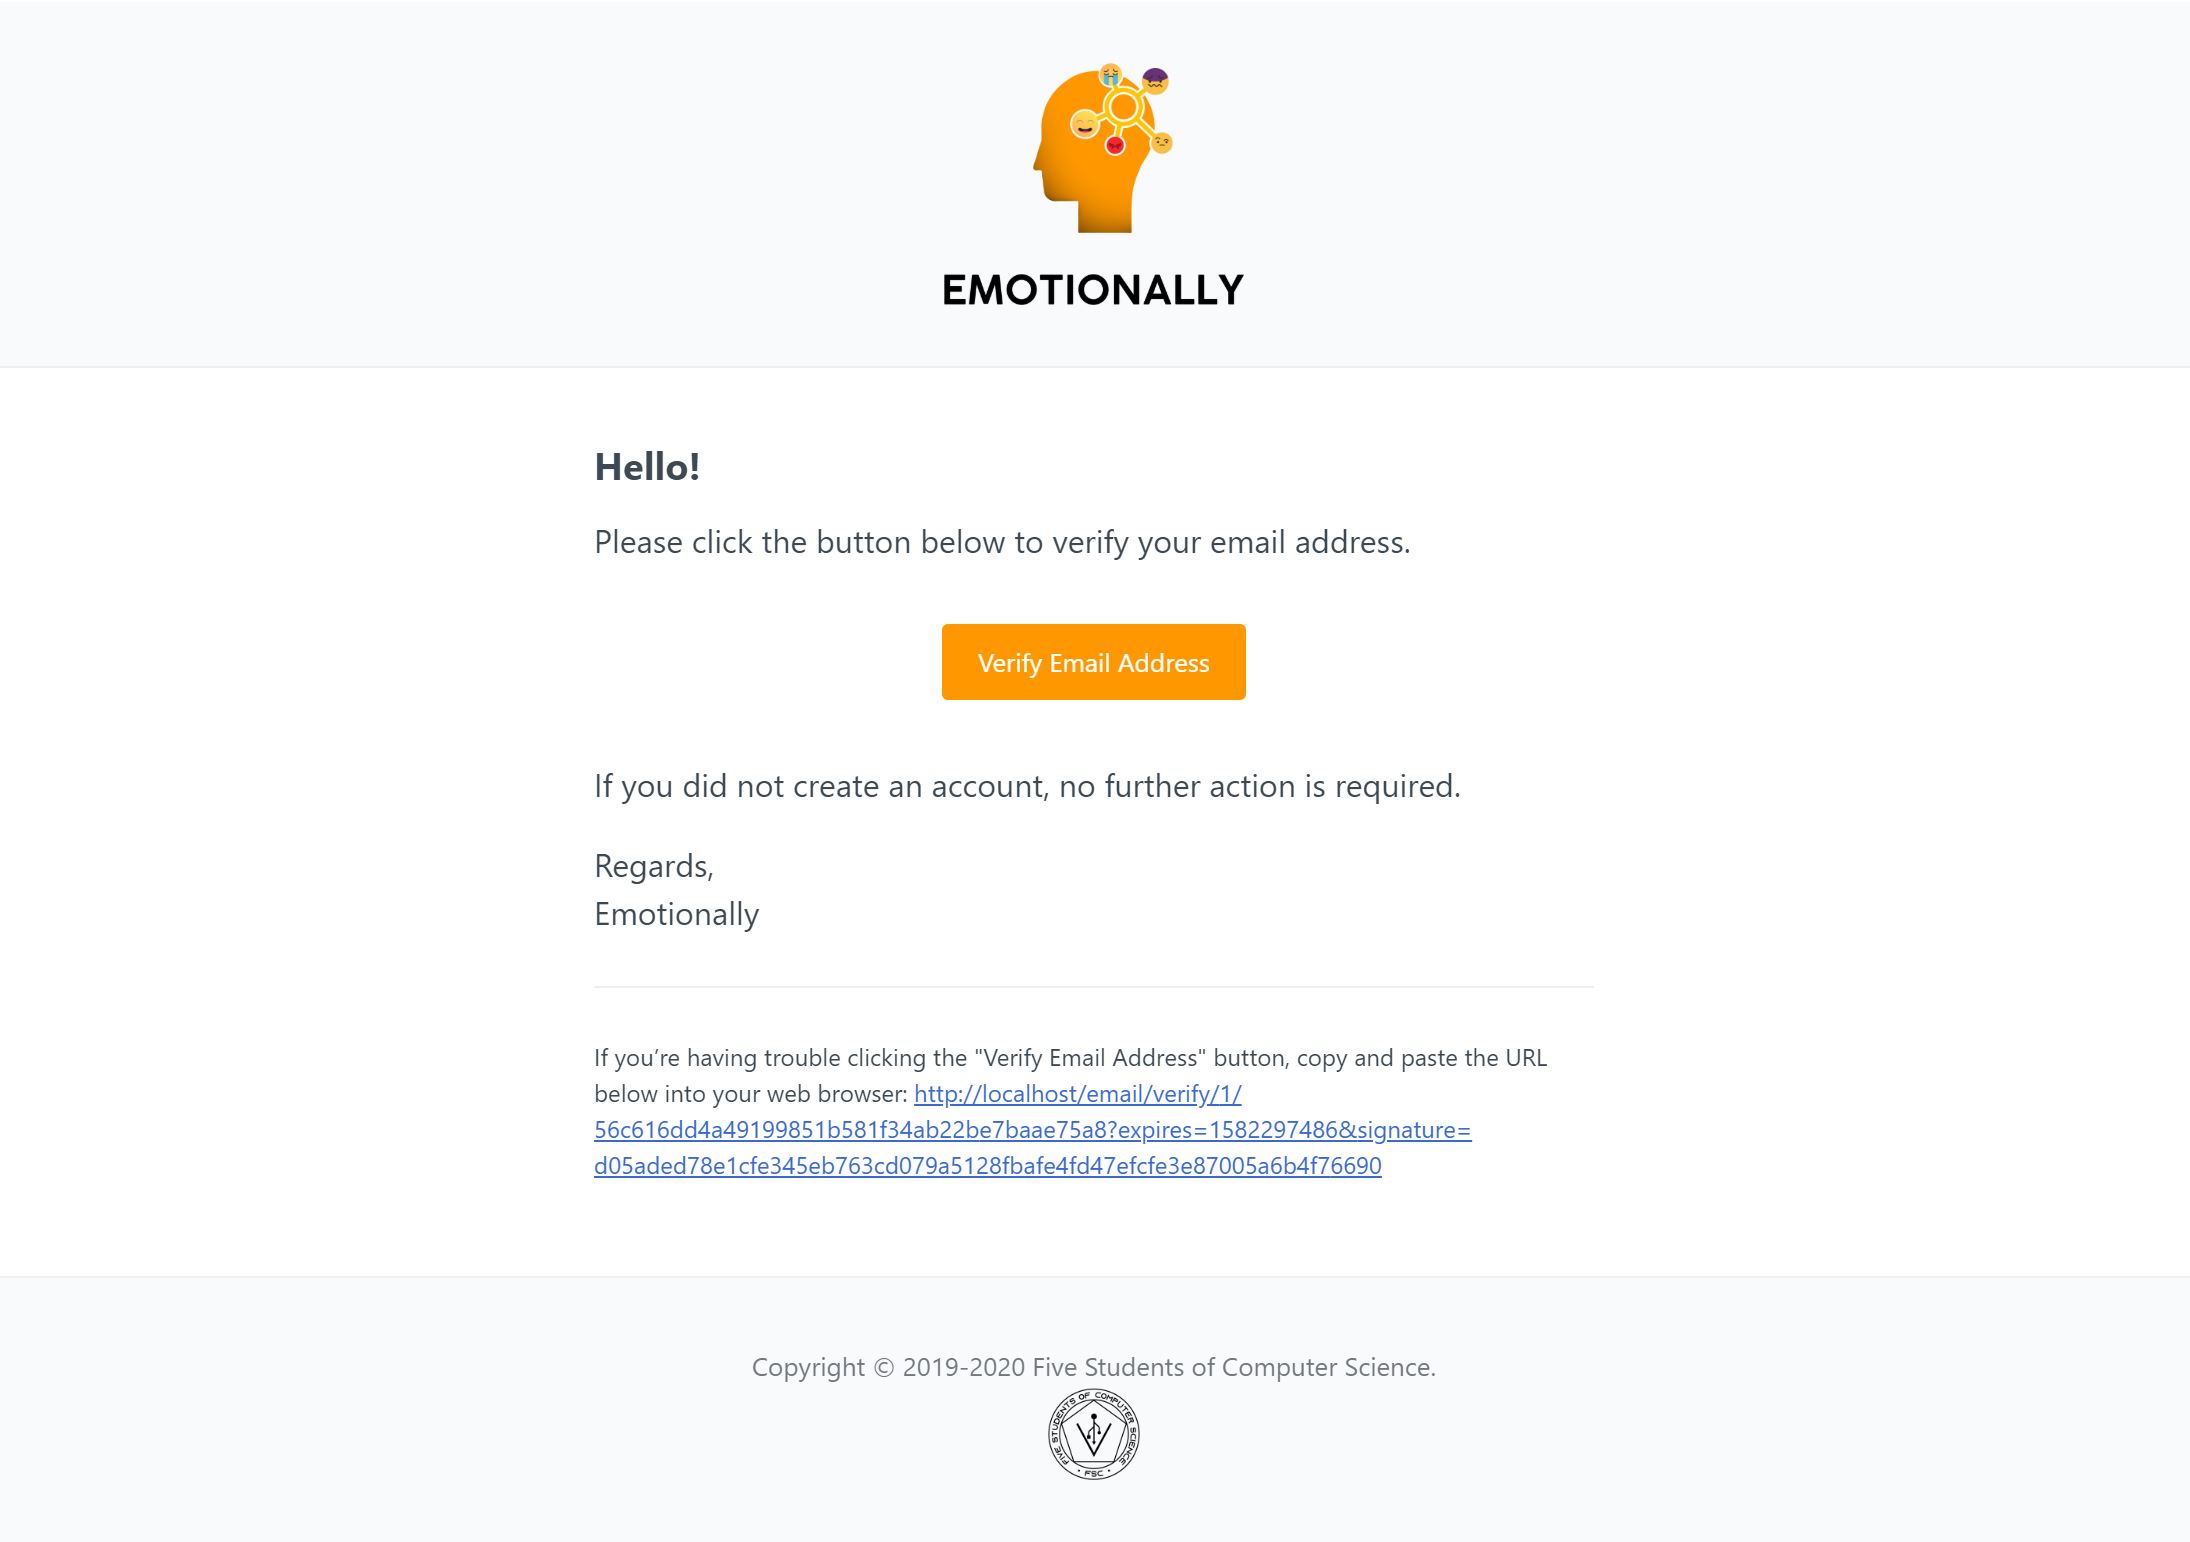 EMOTIONALLY
Hello!
Please click the button below to verify your email address.
Verify Email Address
If you did not create an account, no further action is required.
Regards,
Emotionally
If you’re having trouble clicking the "Verify Email Address" button, copy and paste the URL
below into your web browser: http://localhost/email/verify/1/
56c616dd4a49199851b581f34ab22be7baae75a8?expires=1582297486&signature=
d05aded78e1cfe345eb763cd079a5128fbafe4fd47efcfe3e87005a6b4f76690
Copyright © 2019-2020 Five Students of Computer Science.
FIVE STUDENTS OF COMPUTER SCIENCE
• FSC •